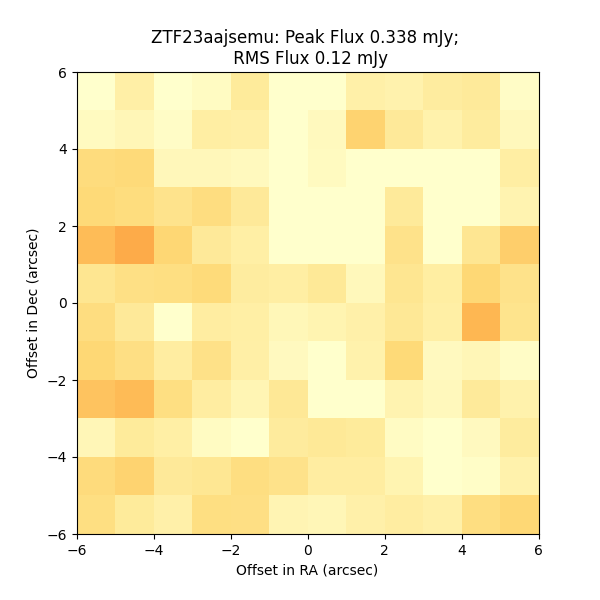 ZTF23aajsemu: Peak Flux 0.338 mJy;
RMS Flux 0.12 mJy
6
4
2
0
−2
−4
−6
Offset in Dec (arcsec)
−6 −4 −2 0 2 4 6
Offset in RA (arcsec)